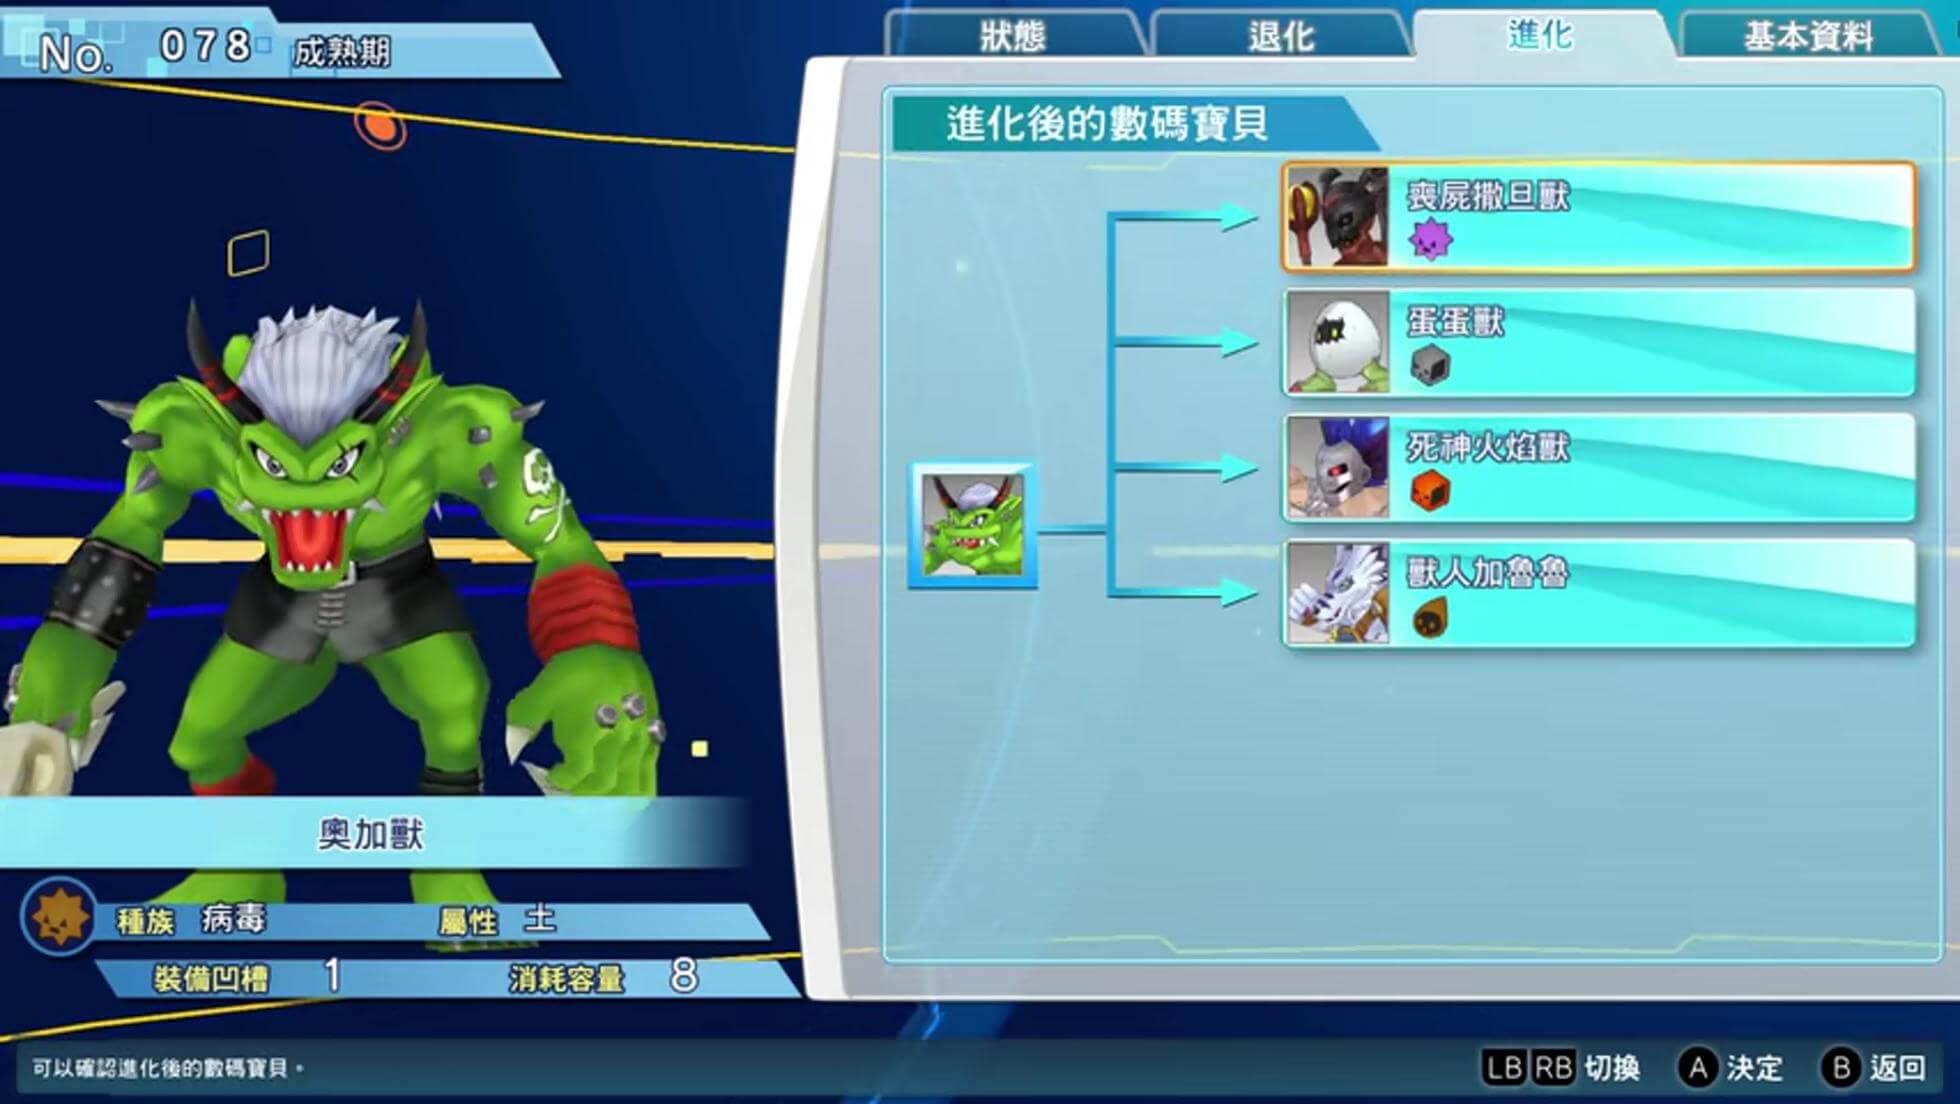 No. 078 成熟期
狀態 退化 進化 基本資料
進化後的數碼寶貝
喪屍撒旦獸
蛋蛋獸
死神火焰獸
獸人加魯魯
奧加獸
種族 病毒 屬性 土
裝備凹槽 1 消耗容量 8
可以確認進化後的數碼寶貝。
LB RB 切換 A 決定 B 返回